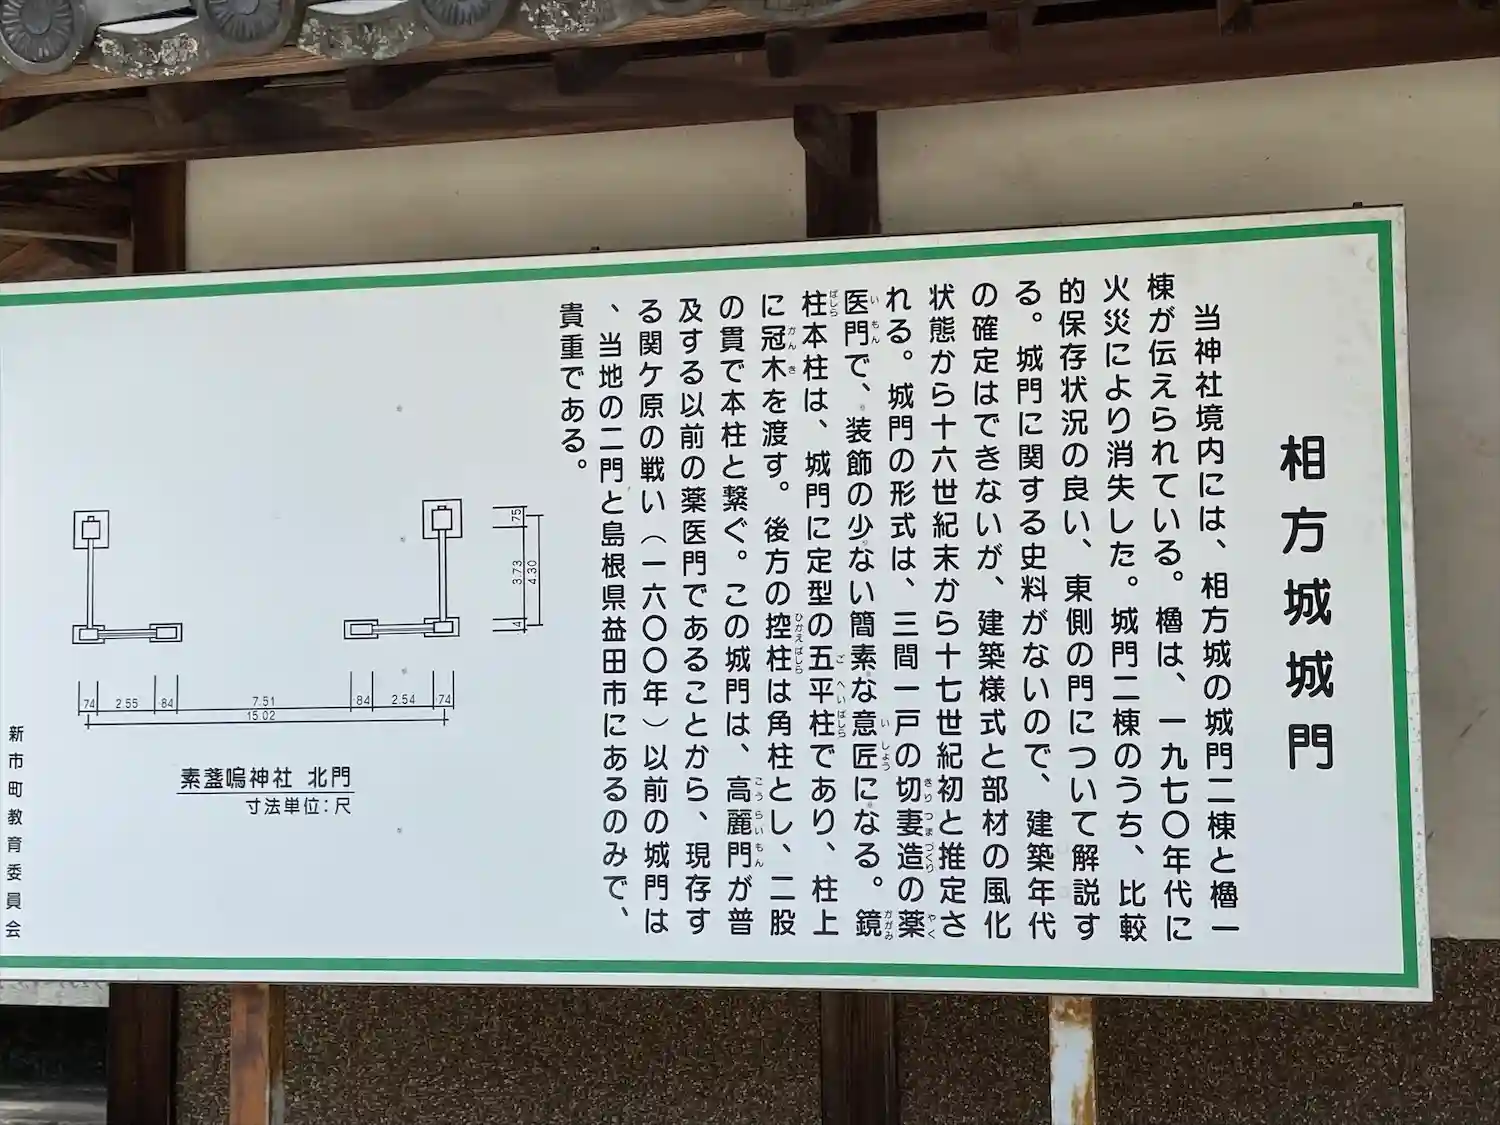 相方城城門
当神社境内には、相方城の城門二棟と櫓一
棟が伝えられている。櫓は、一九七〇年代に
火災により消失した。城門二棟のうち、比較
的保存状況の良い、東側の門について解説す
る。城門に関する史料がないので、建築年代
の確定はできないが、建築様式と部材の風化
状態から十六世紀末から十七世紀初と推定さ
れる。城門の形式は、三間一戸の切妻造の薬
医門で、装飾の少ない簡素な意匠になる。鏡
柱本柱は、城門に定型の五平柱であり、柱上
に冠木を渡す。後方の控柱は角柱とし、二股
の貫で本柱と繋ぐ。この城門は、高麗門が普
及する以前の薬医門であることから、現存す
る関ケ原の戦い（一六〇〇年）以前の城門は
、当地の二門と島根県益田市にあるのみで、
貴重である。
.75
3.73
4.30
.4
.74
2.55
.84
7.51
.84
2.54
.74
15.02
素盞嗚神社 北門
寸法単位：尺
新市町教育委員会